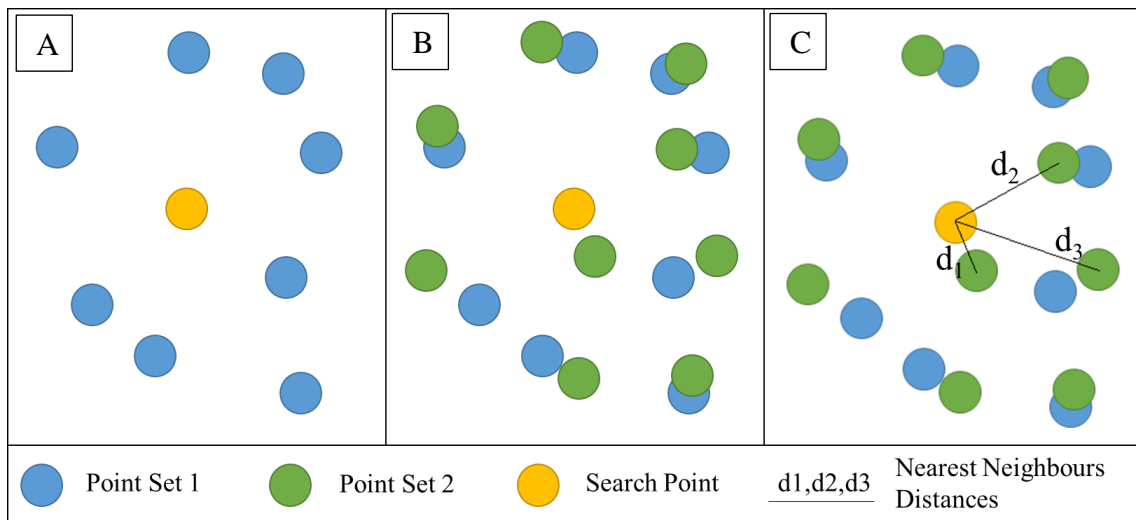 A
B
C
d2
d3
d1
Point Set 1
Point Set 2
Search Point
d1,d2,d3
Nearest Neighbours
Distances